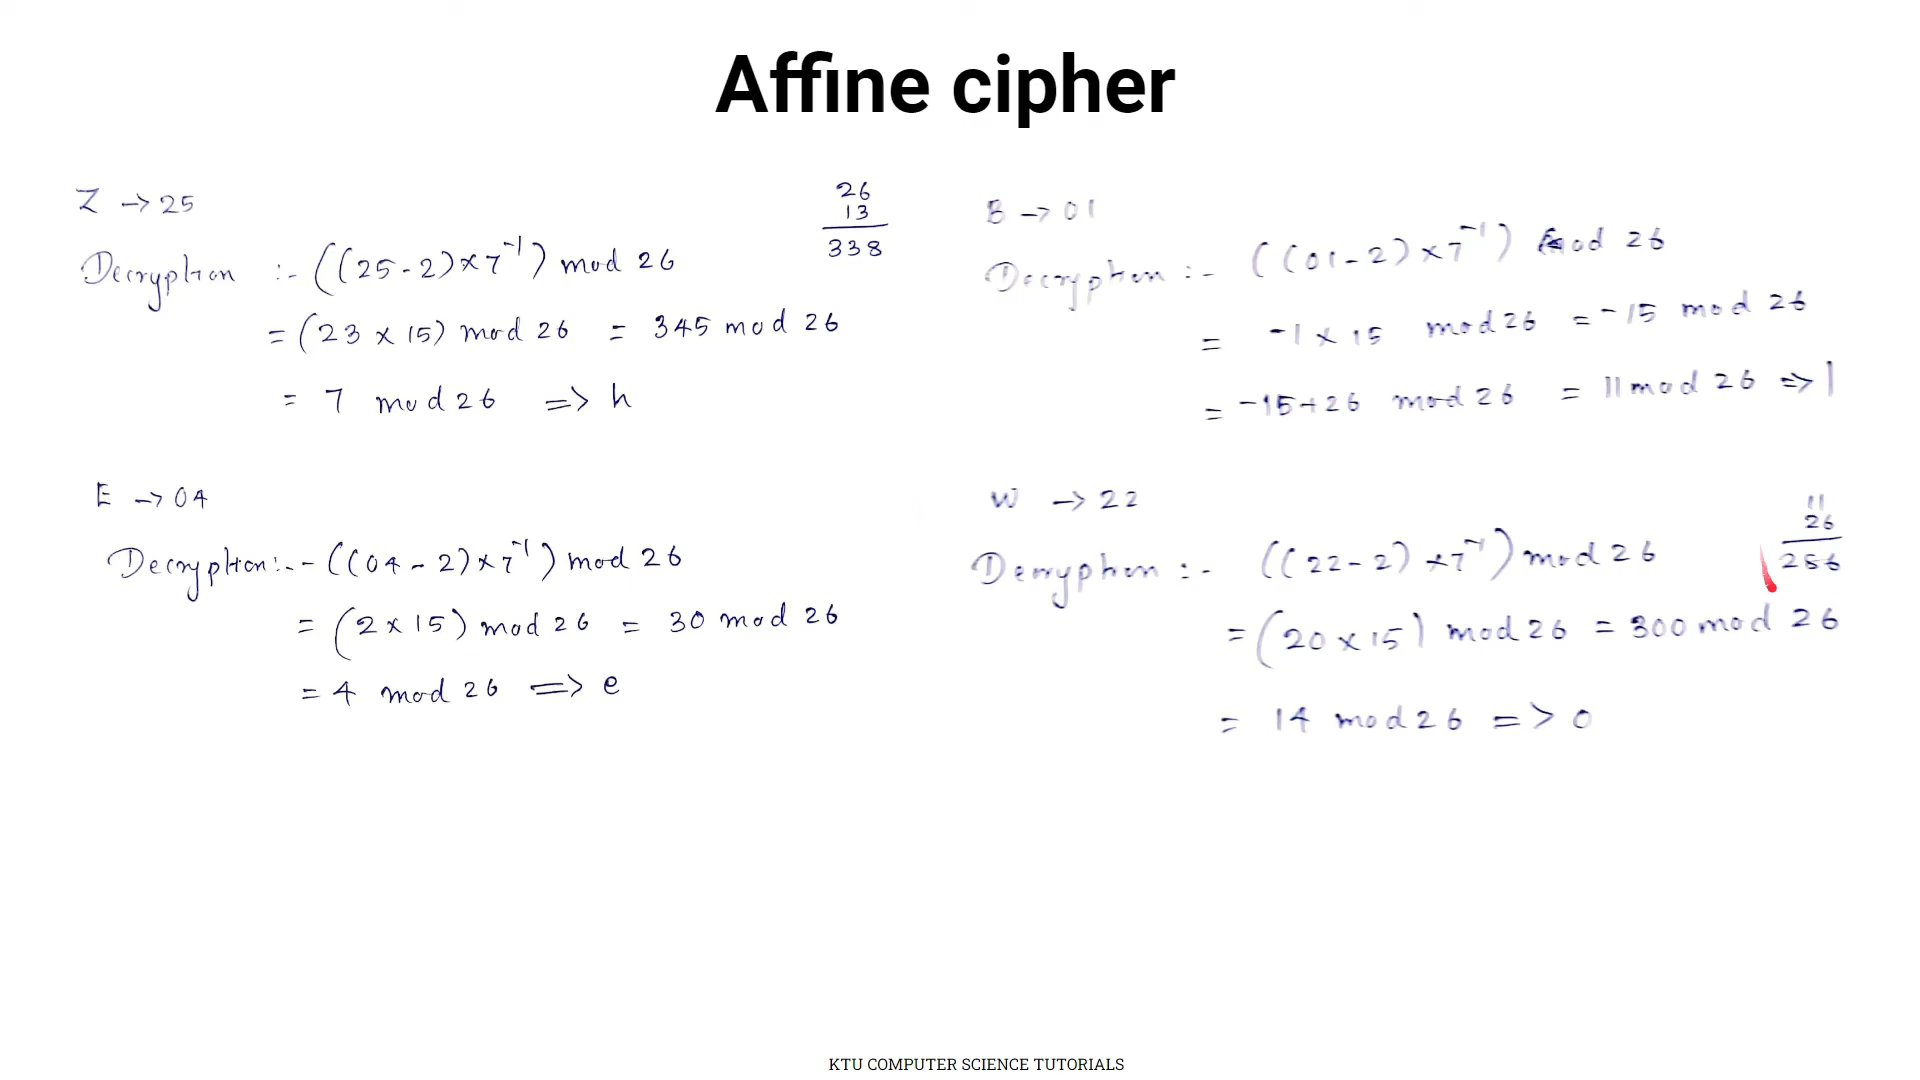 Affine cipher
Z → 25
26
13
338
Decryption :- ((25-2)×7⁻¹) mod 26
= (23 × 15) mod 26 = 345 mod 26
= 7 mod 26 => h
E → 04
Decryption:- - ((04-2)×7⁻¹) mod 26
= (2×15) mod 26 = 30 mod 26
= 4 mod 26 => e
B → 01
Decryption :- ((01-2)×7⁻¹) mod 26
= -1 × 15 mod 26 = -15 mod 26
= -15+26 mod 26 = 11 mod 26 => l
W → 22
11
26
286
Decryption :- ((22-2)×7⁻¹) mod 26
= (20×15) mod 26 = 300 mod 26
= 14 mod 26 => o
KTU COMPUTER SCIENCE TUTORIALS